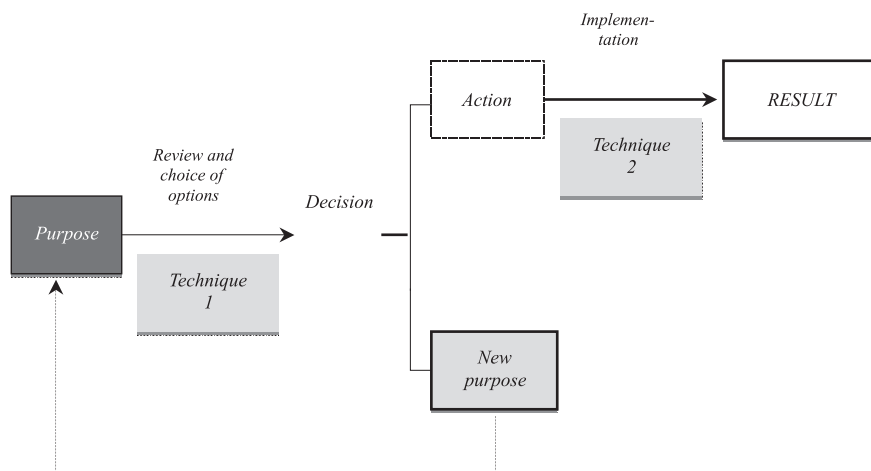 Implemen-
tation
Action
RESULT
Technique
2
Review and
choice of
options
Decision
Purpose
Technique
1
New
purpose